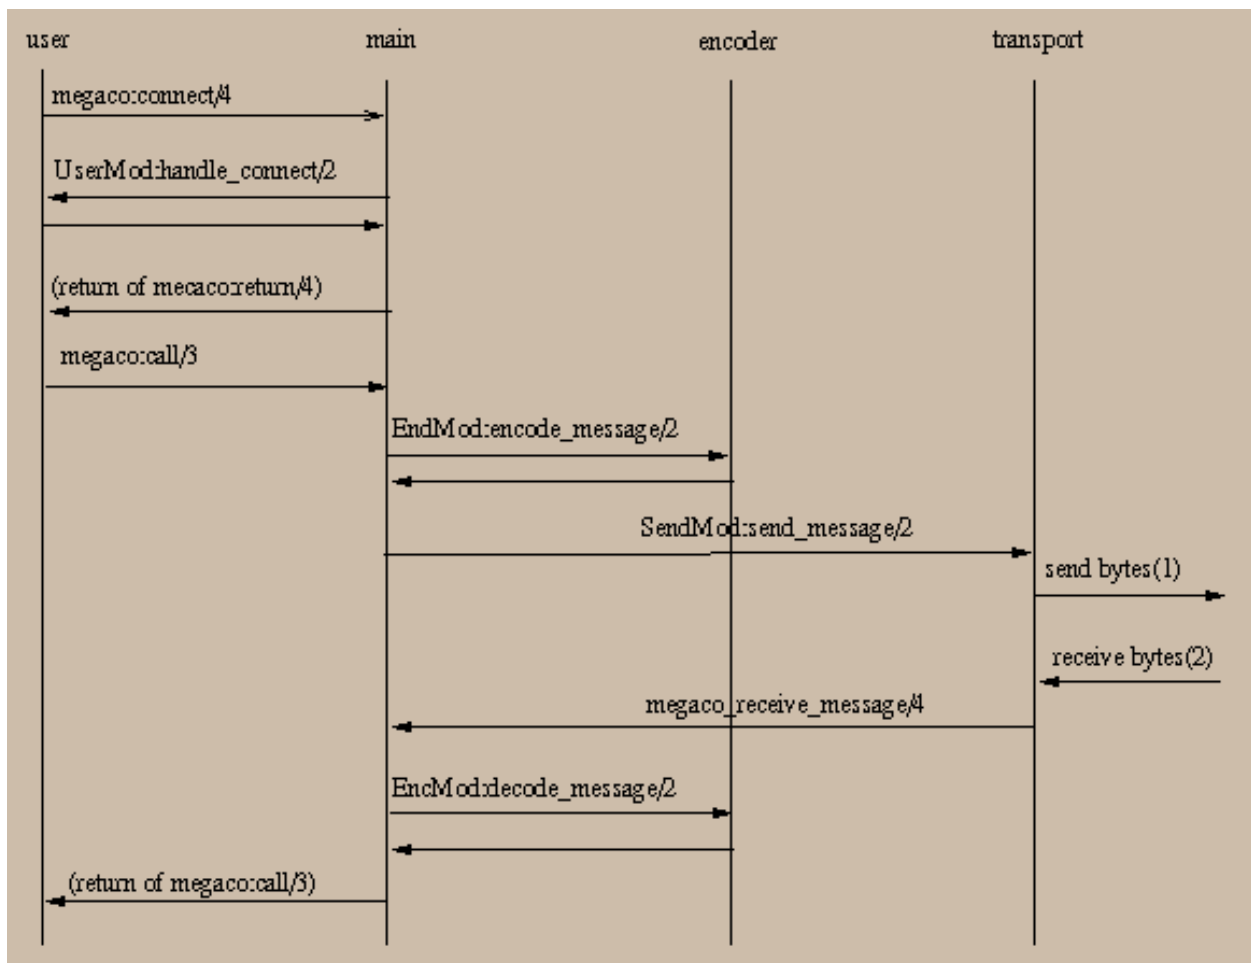 user main encoder transport
megaco:connect/4
UserMod:handle_connect/2
(return of mecaco:return/4)
megaco:call/3
EndMod:encode_message/2
SendMod:send_message/2
send bytes(1)
receive bytes(2)
megaco_receive_message/4
EncMod:decode_message/2
(return of megaco:call/3)